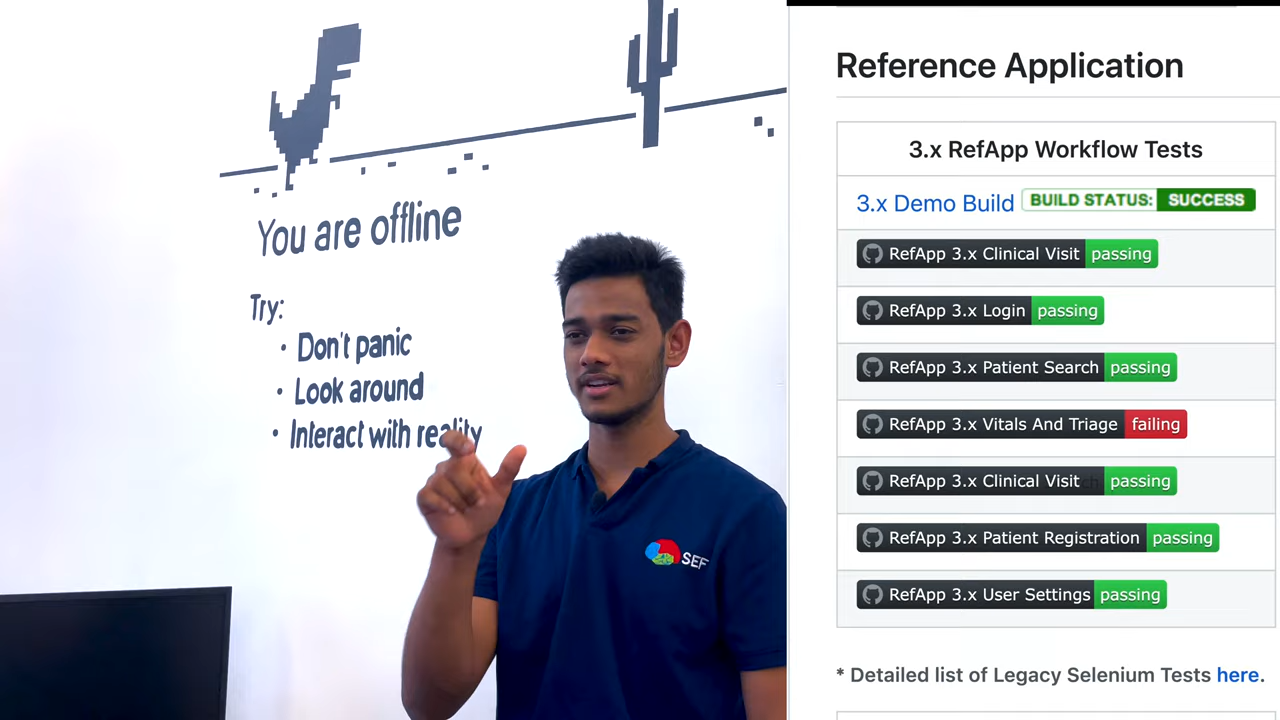 You are offline
Try:
• Don't panic
• Look around
• Interact with reality
SEF
Reference Application
3.x RefApp Workflow Tests
3.x Demo Build BUILD STATUS: SUCCESS
RefApp 3.x Clinical Visit passing
RefApp 3.x Login passing
RefApp 3.x Patient Search passing
RefApp 3.x Vitals And Triage failing
RefApp 3.x Clinical Visit passing
RefApp 3.x Patient Registration passing
RefApp 3.x User Settings passing
* Detailed list of Legacy Selenium Tests here.